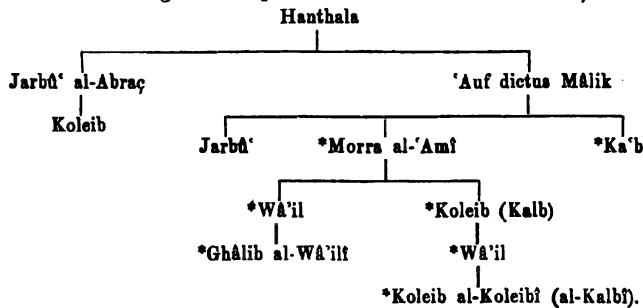 Hanthala
Jarbû‘ al-Abraç ‘Auf dictus Mâlik
Koleib
Jarbû‘ *Morra al-‘Amî *Ka‘b
*Wâ’il *Koleib (Kalb)
*Ghâlib al-Wâ’ilî *Wâ’il
*Koleib al-Koleibî (al-Kalbî).